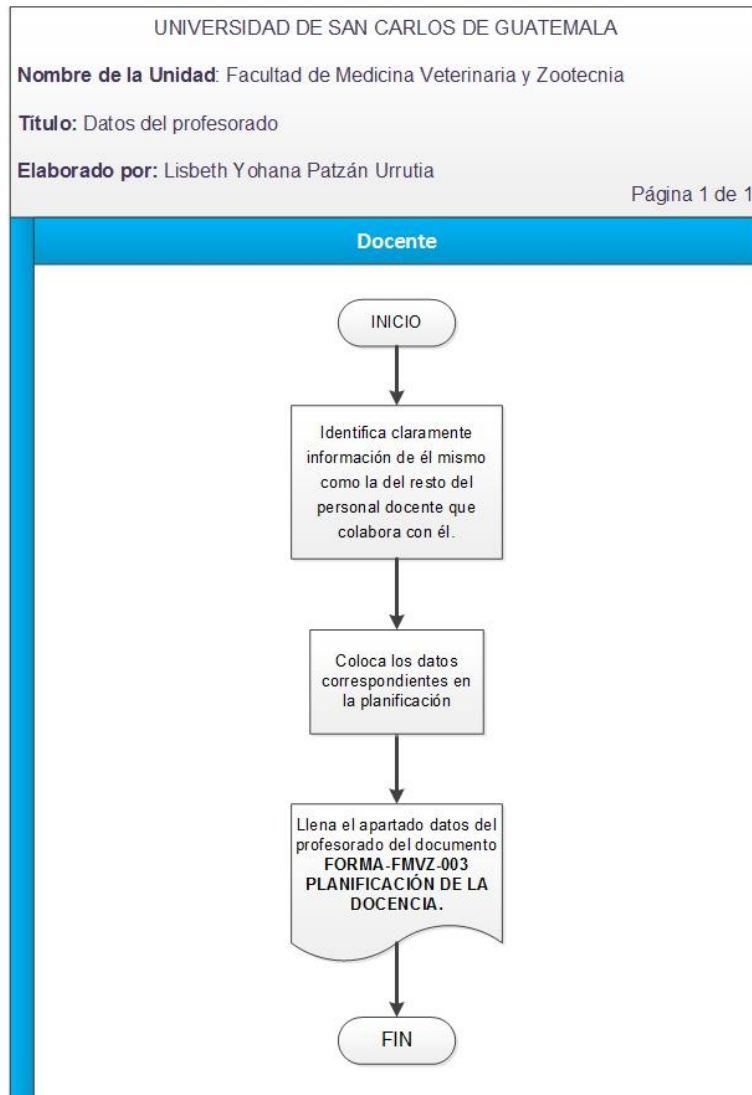 UNIVERSIDAD DE SAN CARLOS DE GUATEMALA
Nombre de la Unidad: Facultad de Medicina Veterinaria y Zootecnia
Título: Datos del profesorado
Elaborado por: Lisbeth Yohana Patzán Urrutia
Página 1 de 1
Docente
INICIO
Identifica claramente
información de él mismo
como la del resto del
personal docente que
colabora con él.
Coloca los datos
correspondientes en
la planificación
Llena el apartado datos del
profesorado del documento
FORMA-FMVZ-003
PLANIFICACIÓN DE LA
DOCENCIA.
FIN